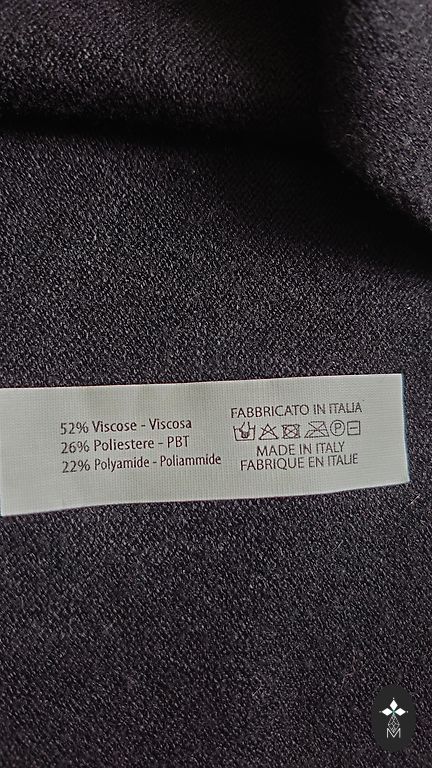 52% Viscose - Viscosa
26% Poliestere - PBT
22% Polyamide - Poliammide
FABBRICATO IN ITALIA
P
MADE IN ITALY
FABRIQUE EN ITALIE
M